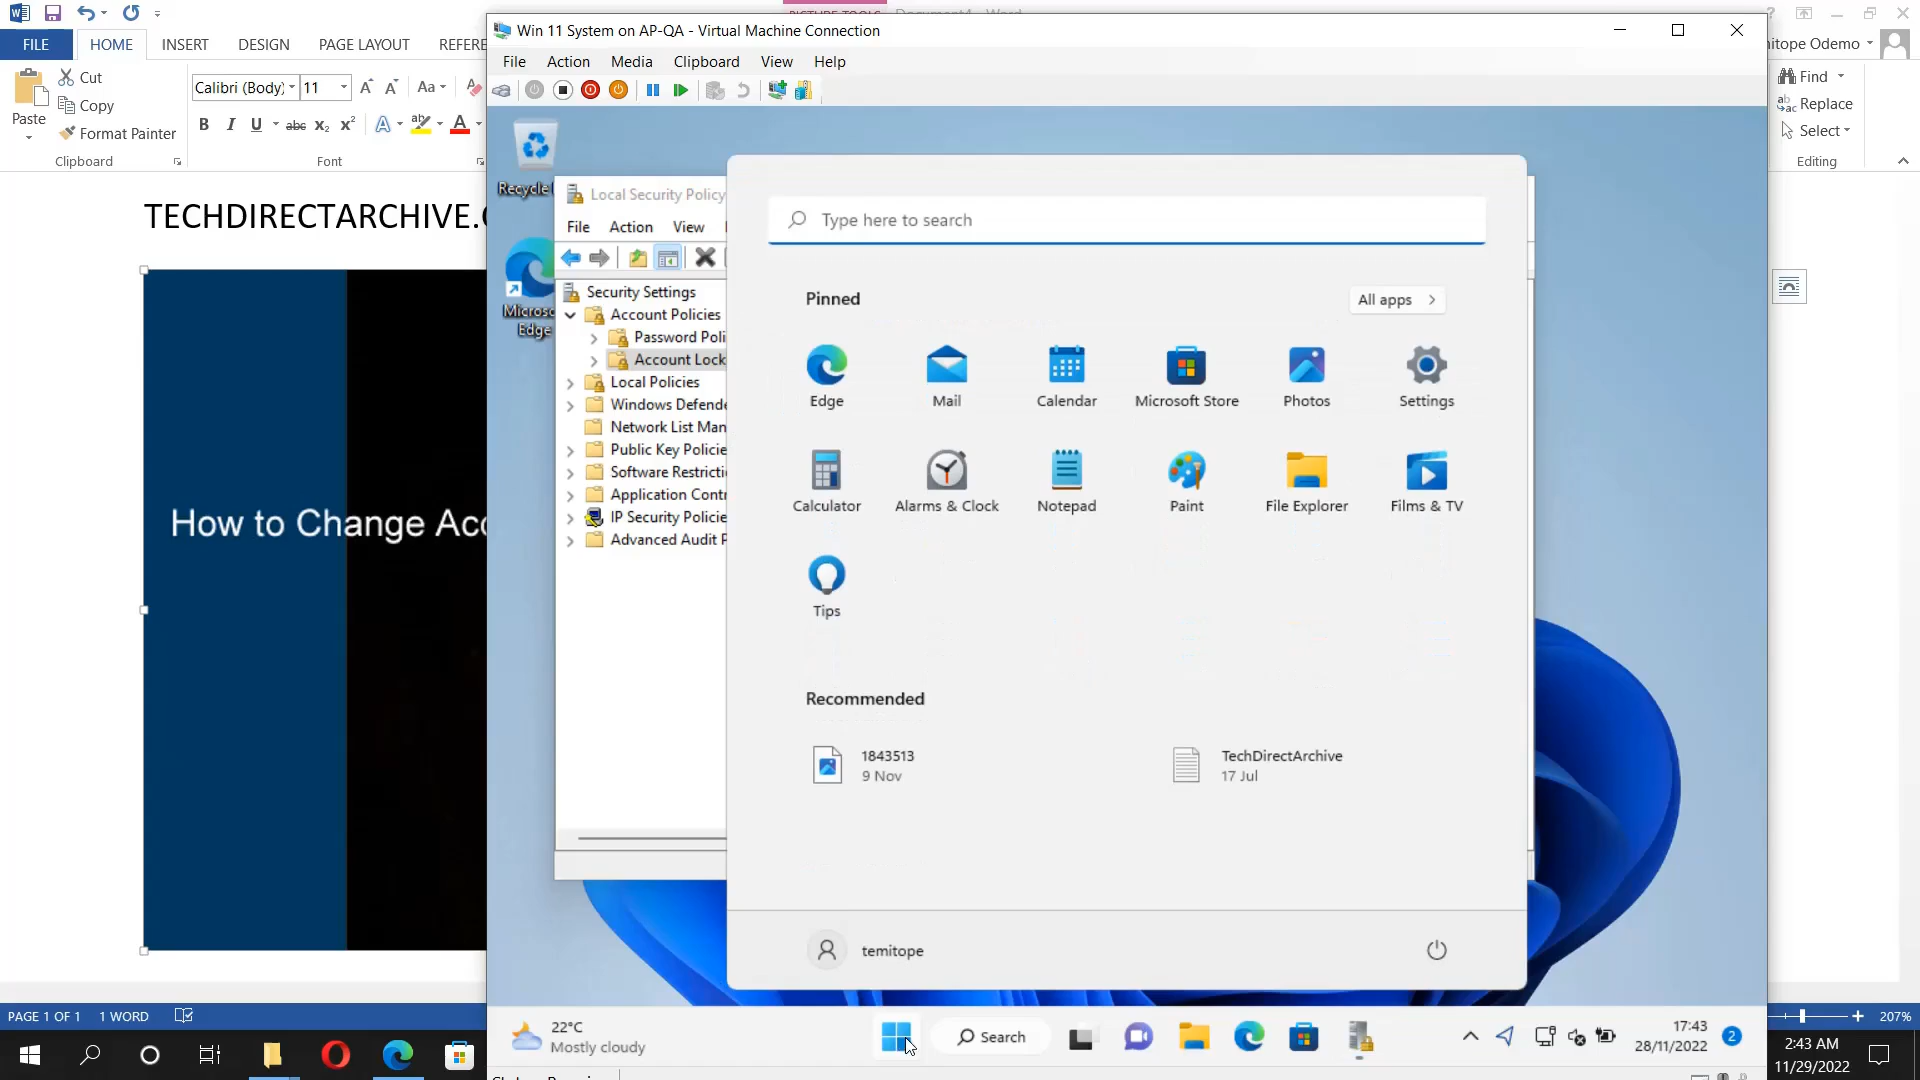 Document4 - Word
FILE HOME INSERT DESIGN PAGE LAYOUT REFERE
itope Odemo
Paste
Cut
Copy
Format Painter
Clipboard
Calibri (Body)
11
Font
Find
Replace
Select
Editing
TECHDIRECTARCHIVE.
How to Change Acc
PAGE 1 OF 1 1 WORD
207%
2:43 AM
11/29/2022
Win 11 System on AP-QA - Virtual Machine Connection
File Action Media Clipboard View Help
Recycle
Microso
Edge
Local Security Policy
File Action View
Security Settings
Account Policies
Password Poli
Account Lock
Local Policies
Windows Defende
Network List Man
Public Key Policie
Software Restricti
Application Contr
IP Security Policie
Advanced Audit P
Type here to search
Pinned
All apps
Edge
Mail
Calendar
Microsoft Store
Photos
Settings
Calculator
Alarms & Clock
Notepad
Paint
File Explorer
Films & TV
Tips
Recommended
1843513
9 Nov
TechDirectArchive
17 Jul
temitope
22°C
Mostly cloudy
Search
17:43
28/11/2022
2